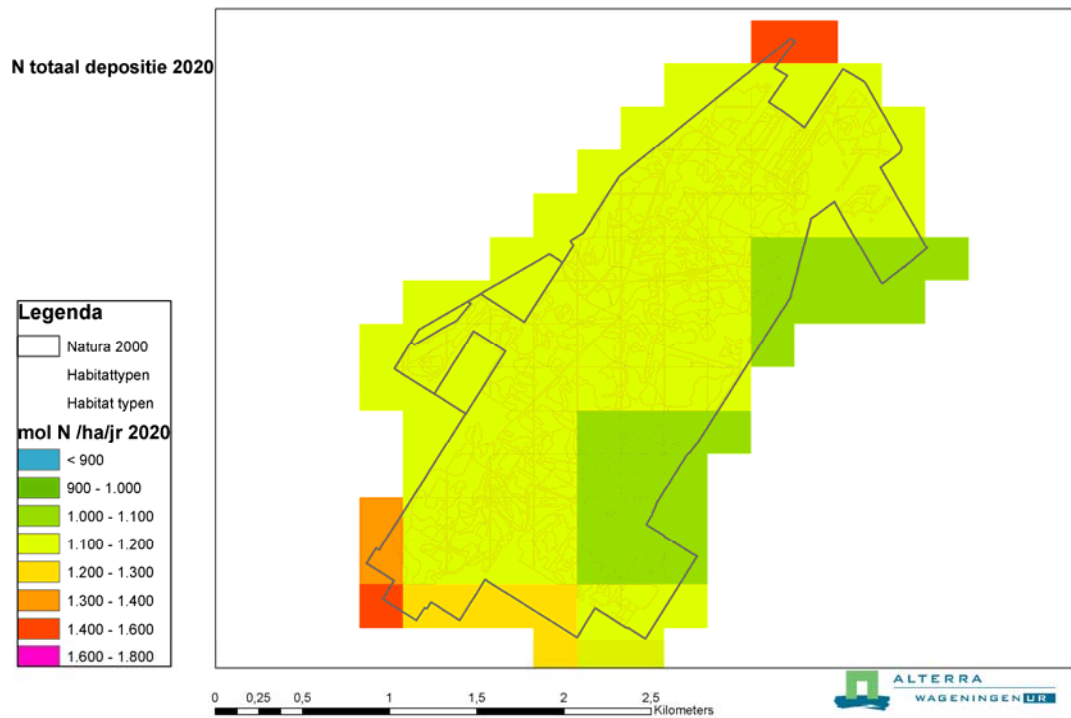 N totaal depositie 2020
Legenda
Natura 2000
Habitattypen
Habitat typen
mol N /ha/jr 2020
< 900
900 - 1.000
1.000 - 1.100
1.100 - 1.200
1.200 - 1.300
1.300 - 1.400
1.400 - 1.600
1.600 - 1.800
0 0,25 0,5 1 1,5 2 2,5
Kilometers
ALTERRA
WAGENINGEN UR